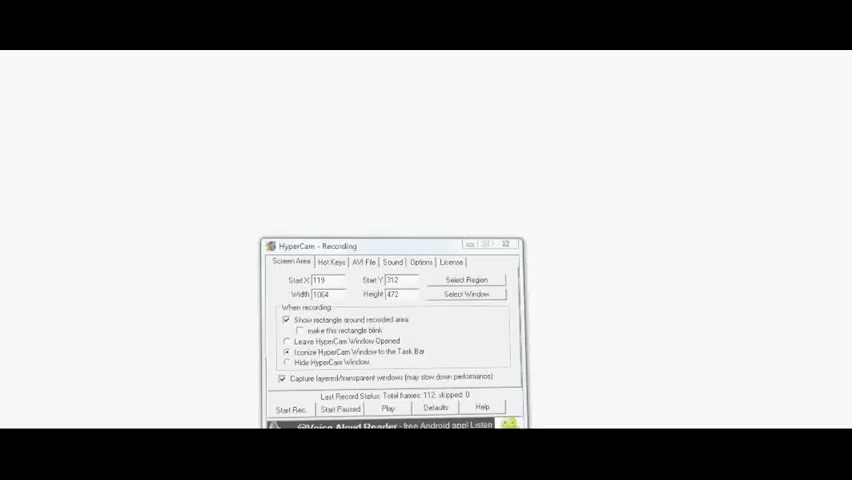 HyperCam - Recording
Screen Area Hot Keys AVI File Sound Options License
Start X 119 Start Y 312 Select Region
Width 1064 Height 472 Select Window
When recording:
Show rectangle around recorded area
make this rectangle blink
Leave HyperCam Window Opened
Iconize HyperCam Window to the Task Bar
Hide HyperCam Window
Capture layered/transparent windows (may slow down performance)
Last Record Status: Total frames: 112, skipped: 0
Start Rec. Start Paused Play Defaults Help
@Voice Aloud Reader - free Android app! Listen